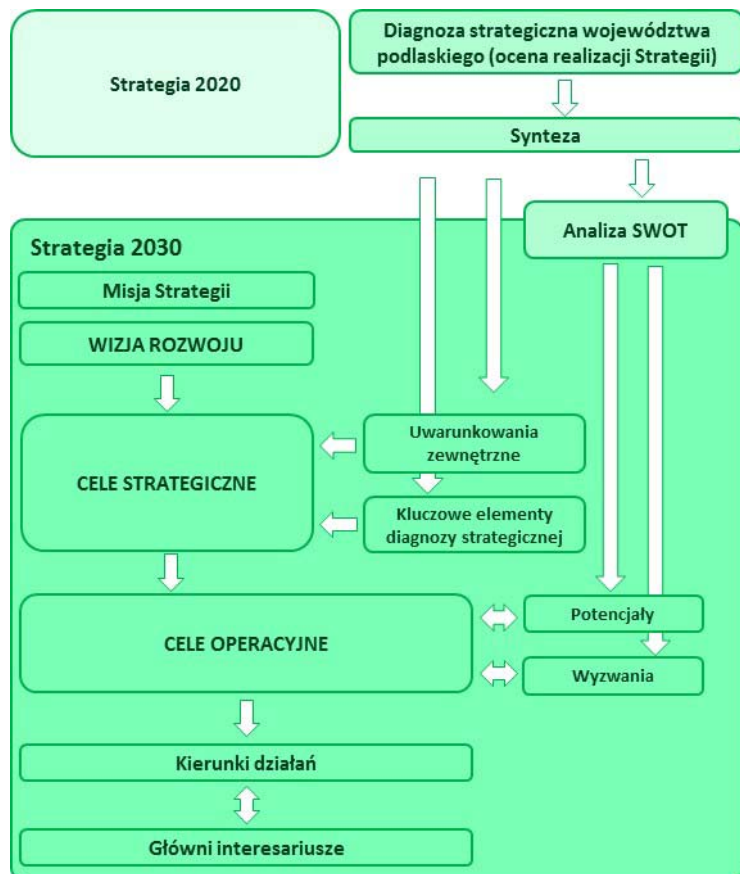 Strategia 2020
Diagnoza strategiczna województwa
podlaskiego (ocena realizacji Strategii)
Synteza
Analiza SWOT
Strategia 2030
Misja Strategii
WIZJA ROZWOJU
CELE STRATEGICZNE
Uwarunkowania
zewnętrzne
Kluczowe elementy
diagnozy strategicznej
CELE OPERACYJNE
Potencjały
Wyzwania
Kierunki działań
Główni interesariusze